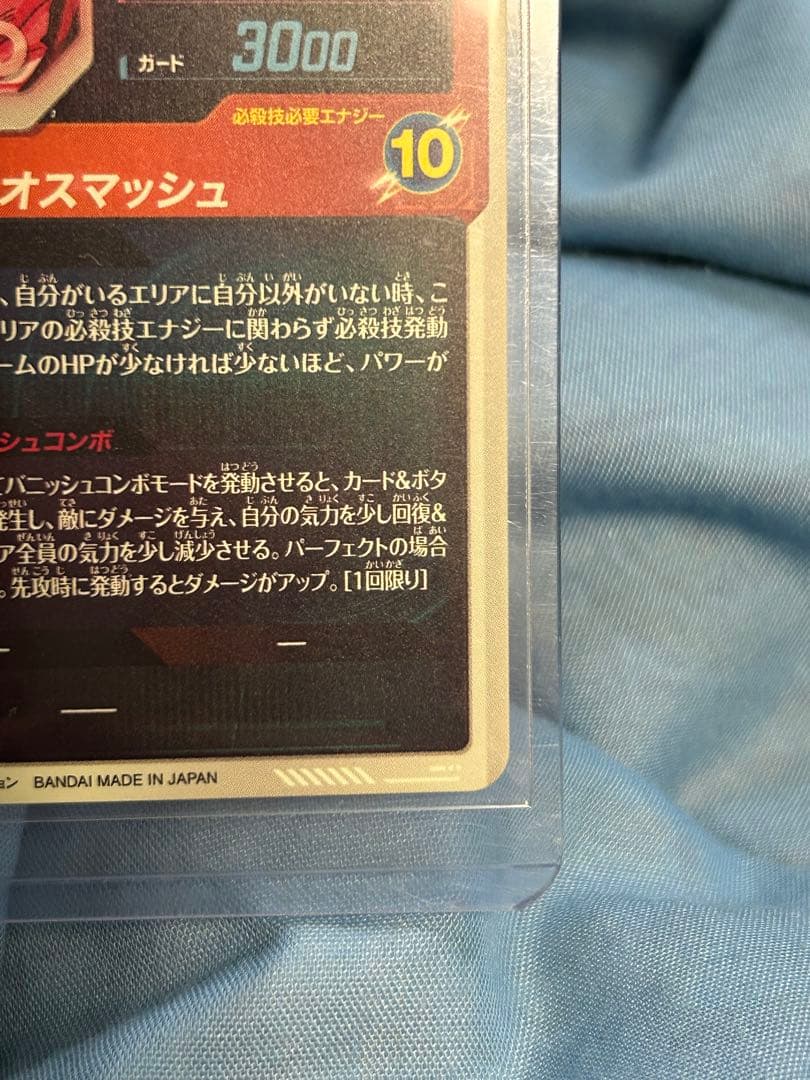 ガード 3000
必殺技必要エナジー
10
オスマッシュ
、自分がいるエリアに自分以外がいない時、こ
リアの必殺技エナジーに関わらず必殺技発動
ームのHPが少なければ少ないほど、パワーが
シュコンボ
てバニッシュコンボモードを発動させると、カード&ボタ
発生し、敵にダメージを与え、自分の気力を少し回復&
ア全員の気力を少し減少させる。パーフェクトの場合
。先攻時に発動するとダメージがアップ。[1回限り]
ョン BANDAI MADE IN JAPAN